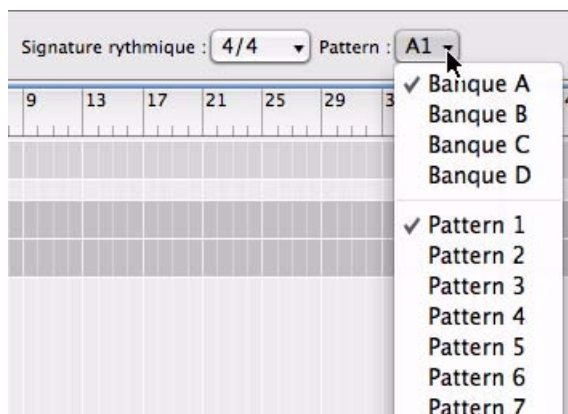 Signature rythmique : 4/4 Pattern : A1
9 13 17 21 25 29 3
Banque A
Banque B
Banque C
Banque D
Pattern 1
Pattern 2
Pattern 3
Pattern 4
Pattern 5
Pattern 6
Pattern 7